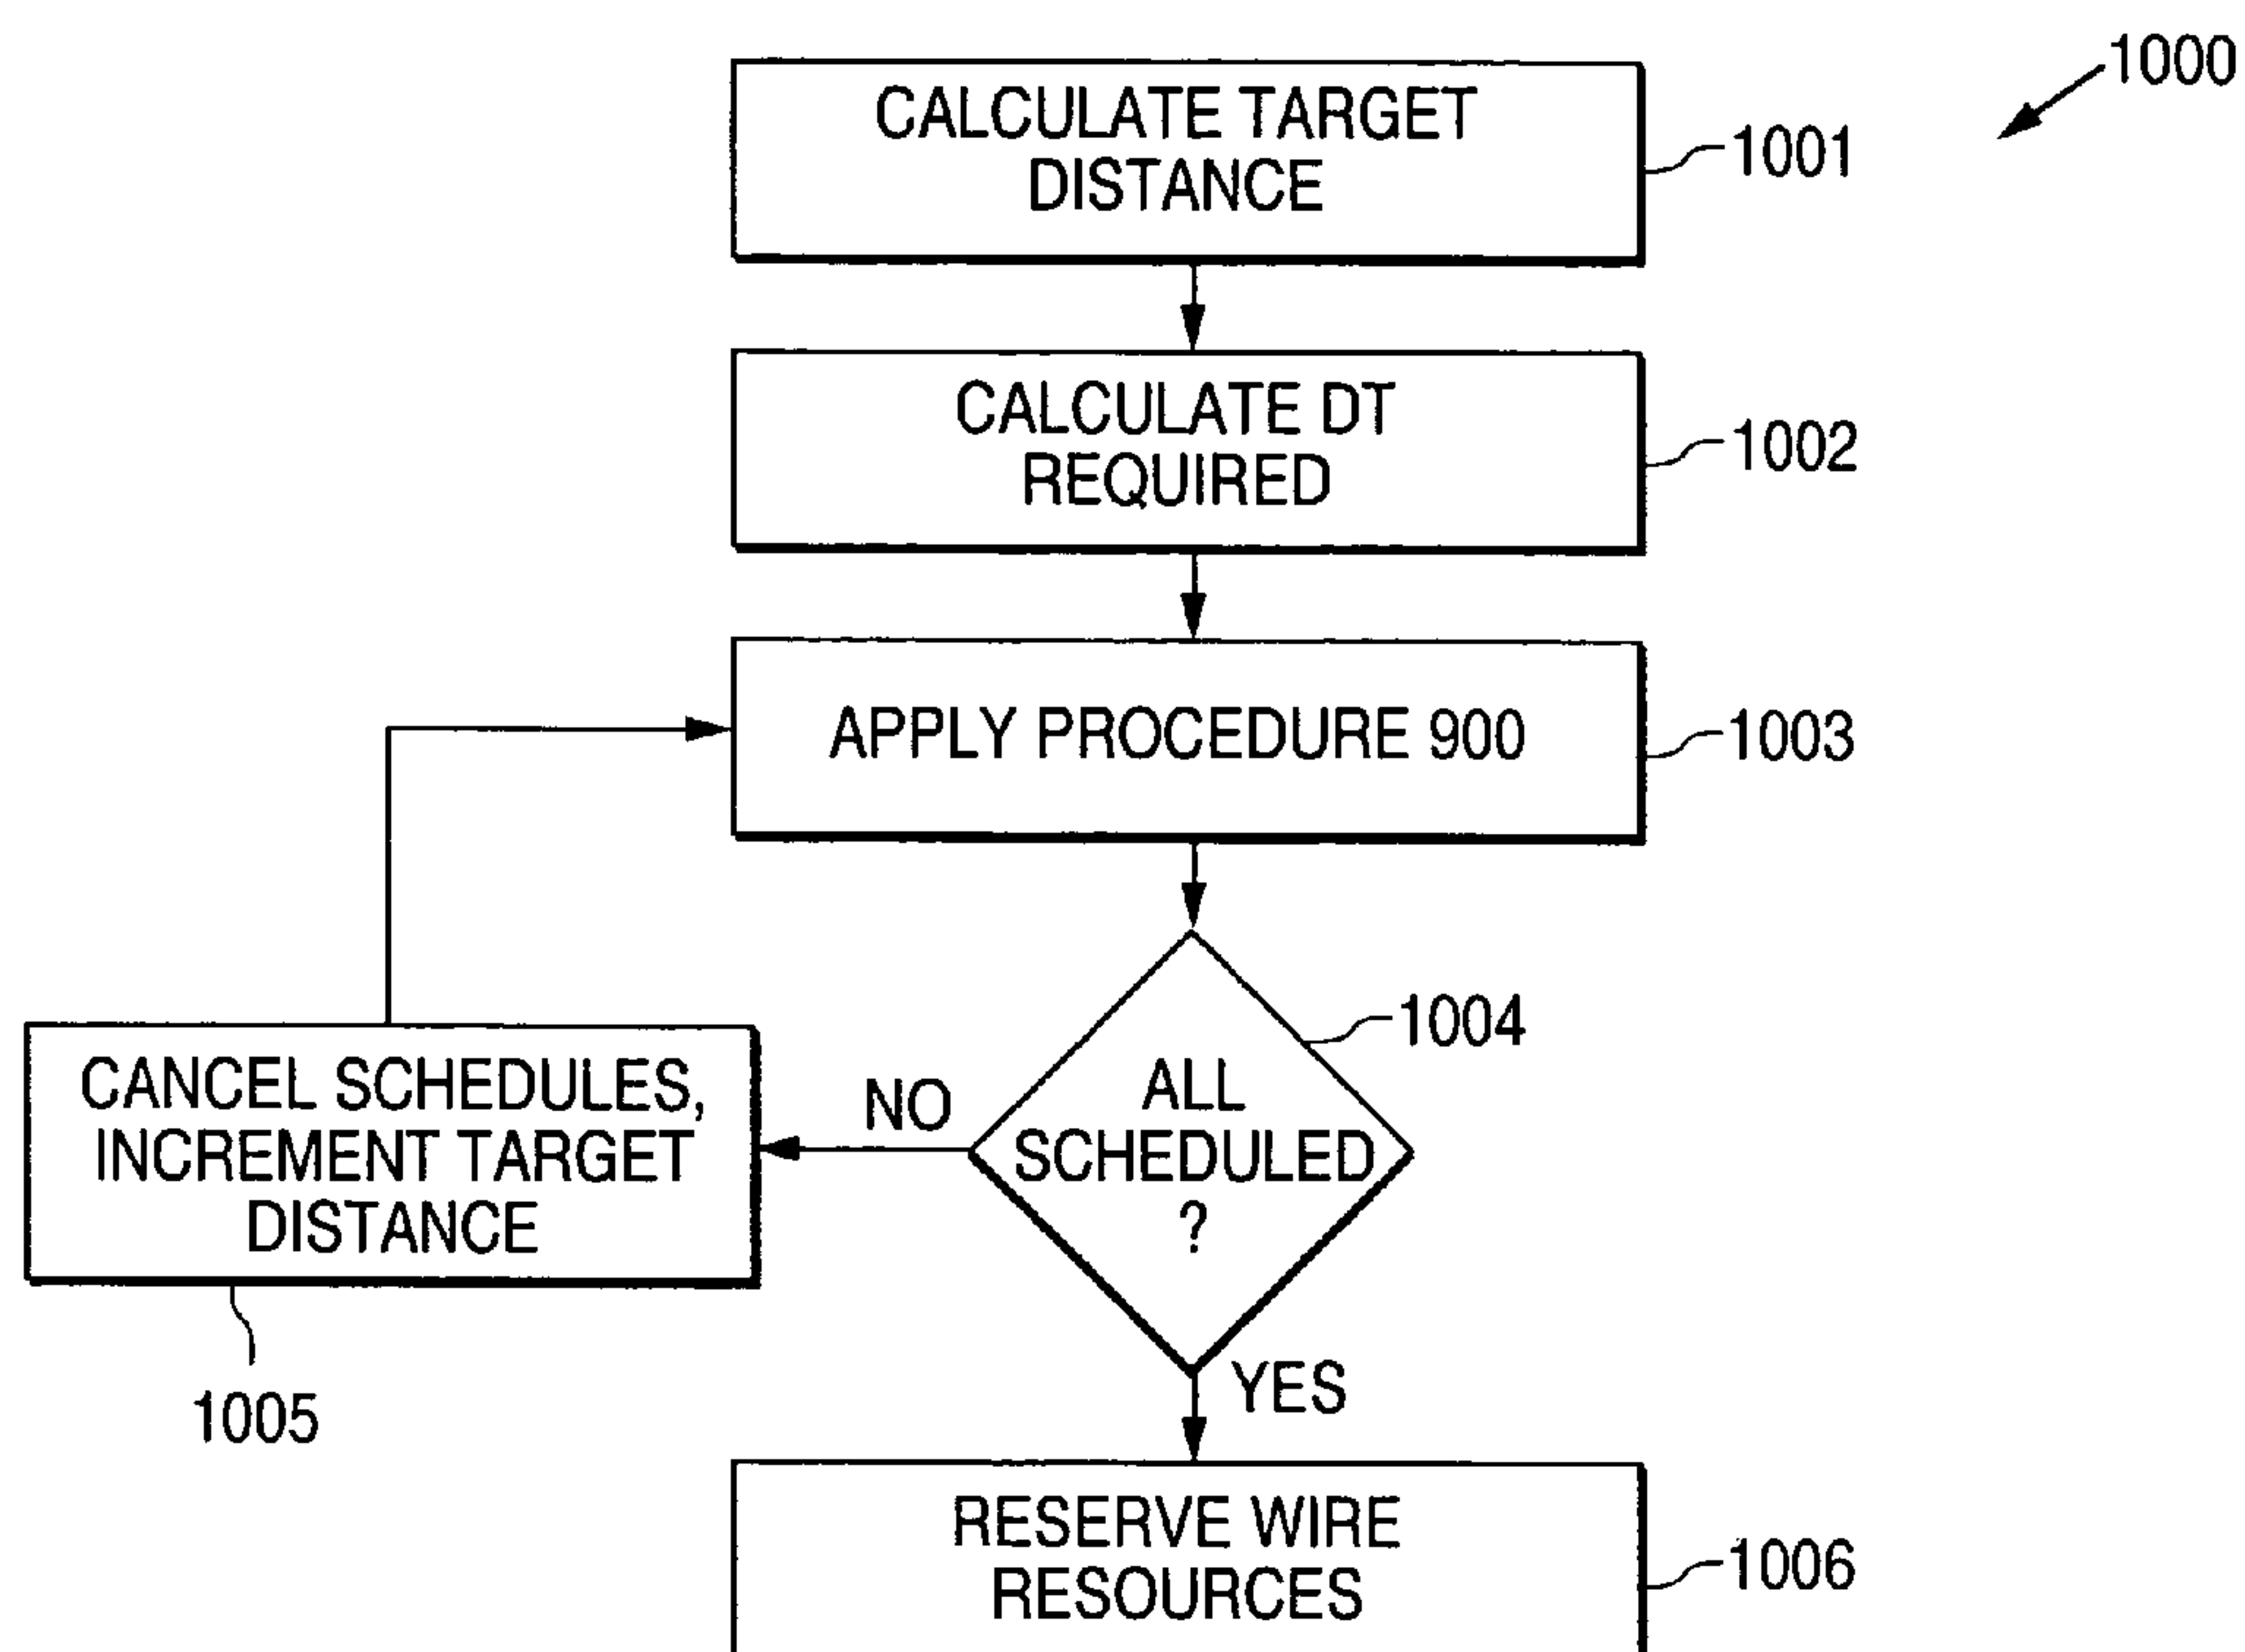 1000
CALCULATE TARGET
DISTANCE
1001
CALCULATE DT
REQUIRED
1002
APPLY PROCEDURE 900
1003
1004
ALL
SCHEDULED
?
NO
CANCEL SCHEDULES,
INCREMENT TARGET
DISTANCE
1005
YES
RESERVE WIRE
RESOURCES
1006